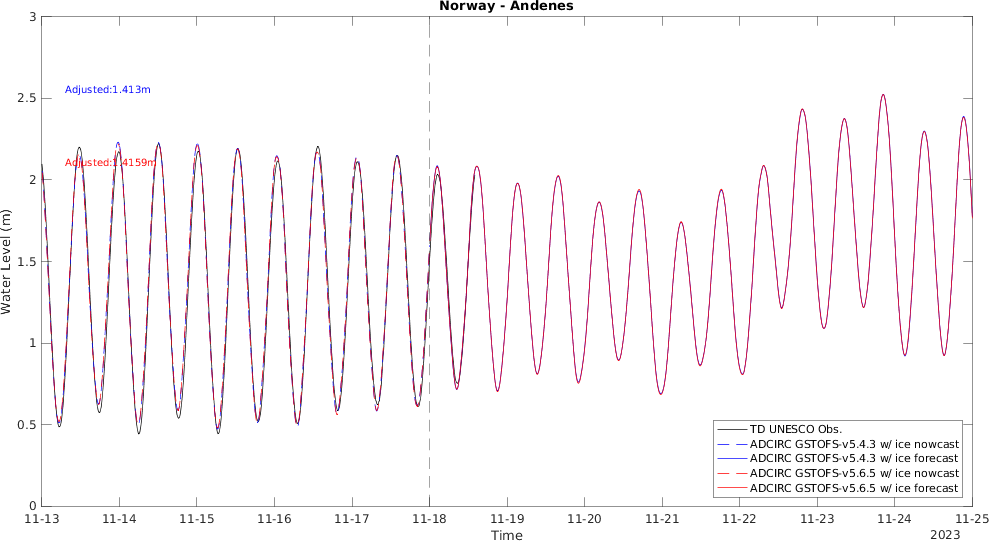 Norway - Andenes
3
2.5
2
1.5
1
0.5
0
Water Level (m)
Adjusted:1.413m
Adjusted:1.4159m
TD UNESCO Obs.
ADCIRC GSTOFS-v5.4.3 w/ ice nowcast
ADCIRC GSTOFS-v5.4.3 w/ ice forecast
ADCIRC GSTOFS-v5.6.5 w/ ice nowcast
ADCIRC GSTOFS-v5.6.5 w/ ice forecast
11-13 11-14 11-15 11-16 11-17 11-18 11-19 11-20 11-21 11-22 11-23 11-24 11-25
Time
2023